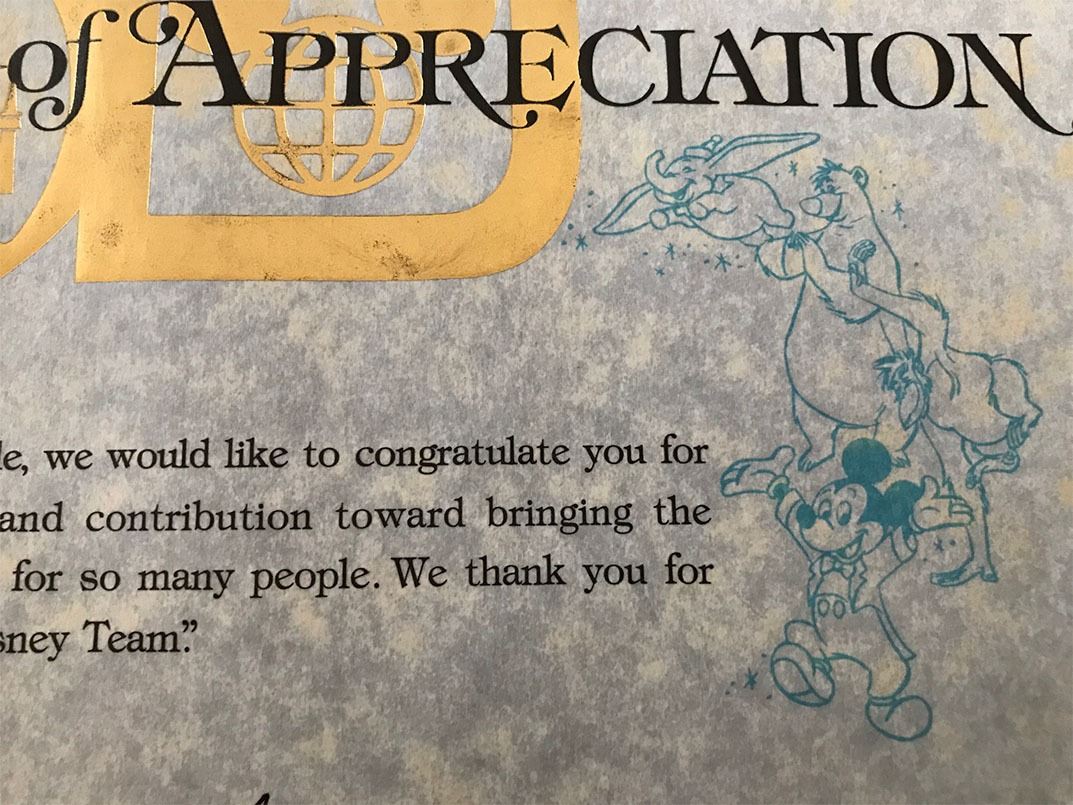 of APPRECIATION
le, we would like to congratulate you for
and contribution toward bringing the
for so many people. We thank you for
sney Team."